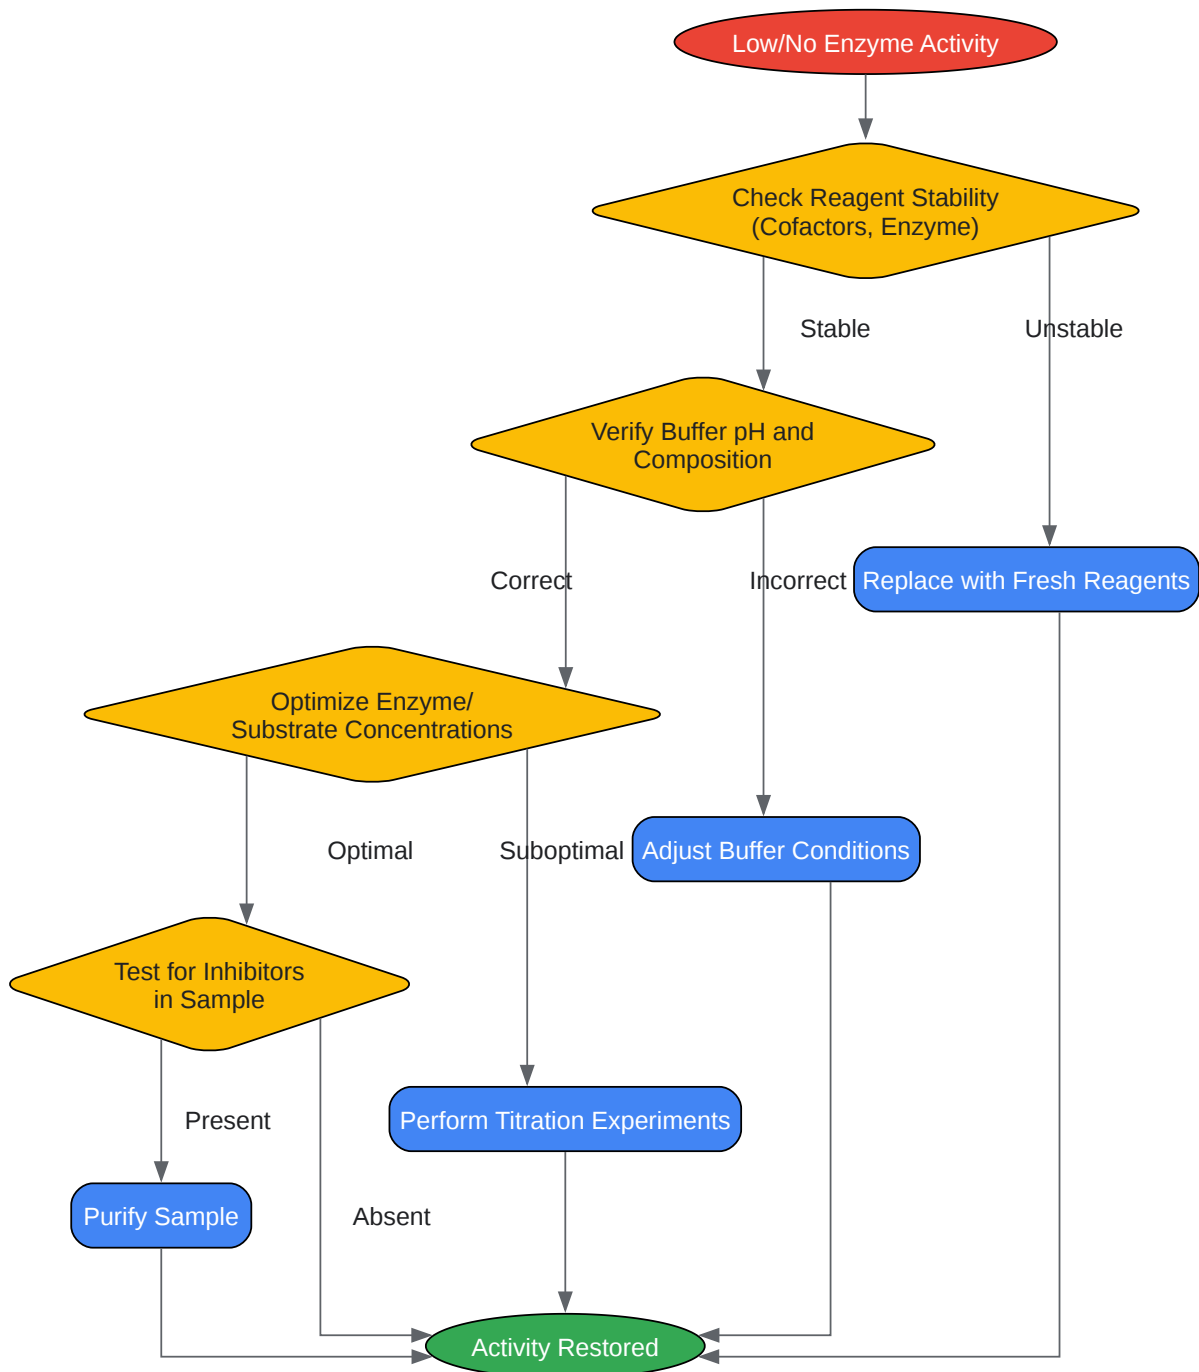 Low/No Enzyme Activity
Check Reagent Stability
(Cofactors, Enzyme)
Stable
Unstable
Verify Buffer pH and
Composition
Correct
Incorrect
Replace with Fresh Reagents
Optimize Enzyme/
Substrate Concentrations
Optimal
Suboptimal
Adjust Buffer Conditions
Test for Inhibitors
in Sample
Present
Perform Titration Experiments
Purify Sample
Absent
Activity Restored